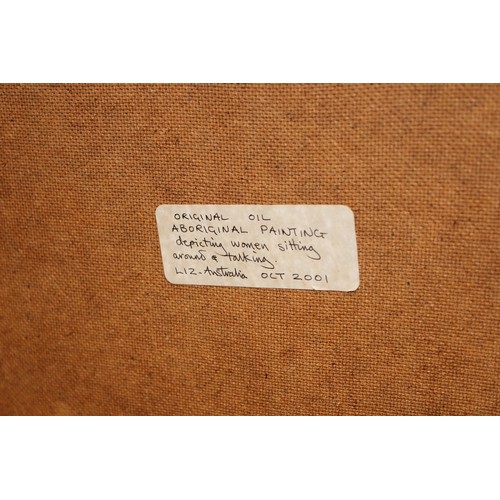 ORIGINAL OIL
ABORIGINAL PAINTING
depicting women sitting
around & talking.
LIZ - Australia OCT 2001